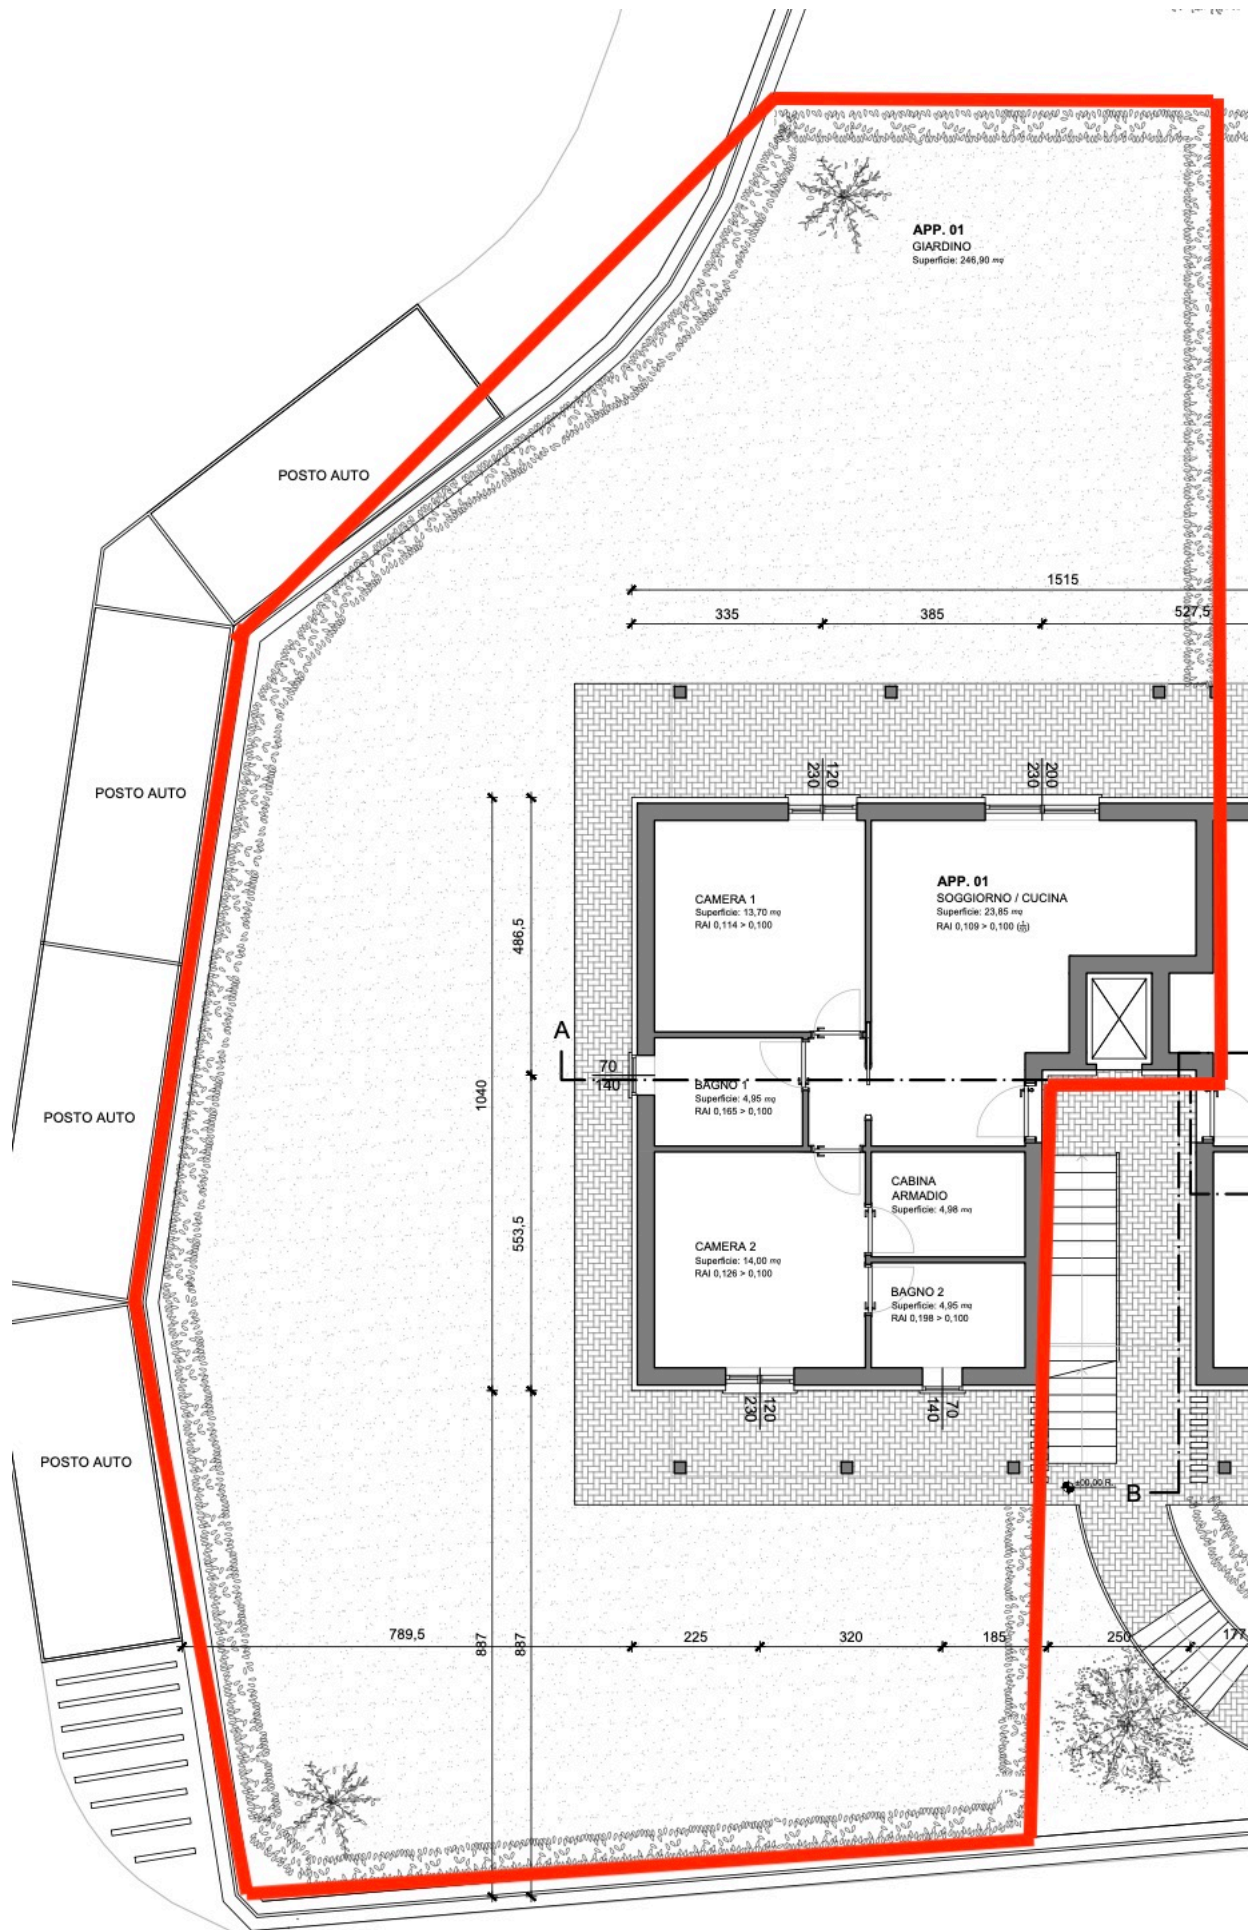 APP. 01
GIARDINO
Superficie: 246,90 mq
POSTO AUTO
1515
335
385
527,5
POSTO AUTO
120
230
200
230
CAMERA 1
Superficie: 13,70 mq
RAI 0,114 > 0,100
APP. 01
SOGGIORNO / CUCINA
Superficie: 23,85 mq
RAI 0,109 > 0,100
486,5
A
70
140
BAGNO 1
Superficie: 4,95 mq
RAI 0,165 > 0,100
1040
POSTO AUTO
CABINA
ARMADIO
Superficie: 4,98 mq
553,5
CAMERA 2
Superficie: 14,00 mq
RAI 0,126 > 0,100
BAGNO 2
Superficie: 4,95 mq
RAI 0,198 > 0,100
120
230
70
140
POSTO AUTO
±00,00 R
B
789,5
887
887
225
320
185
250
177